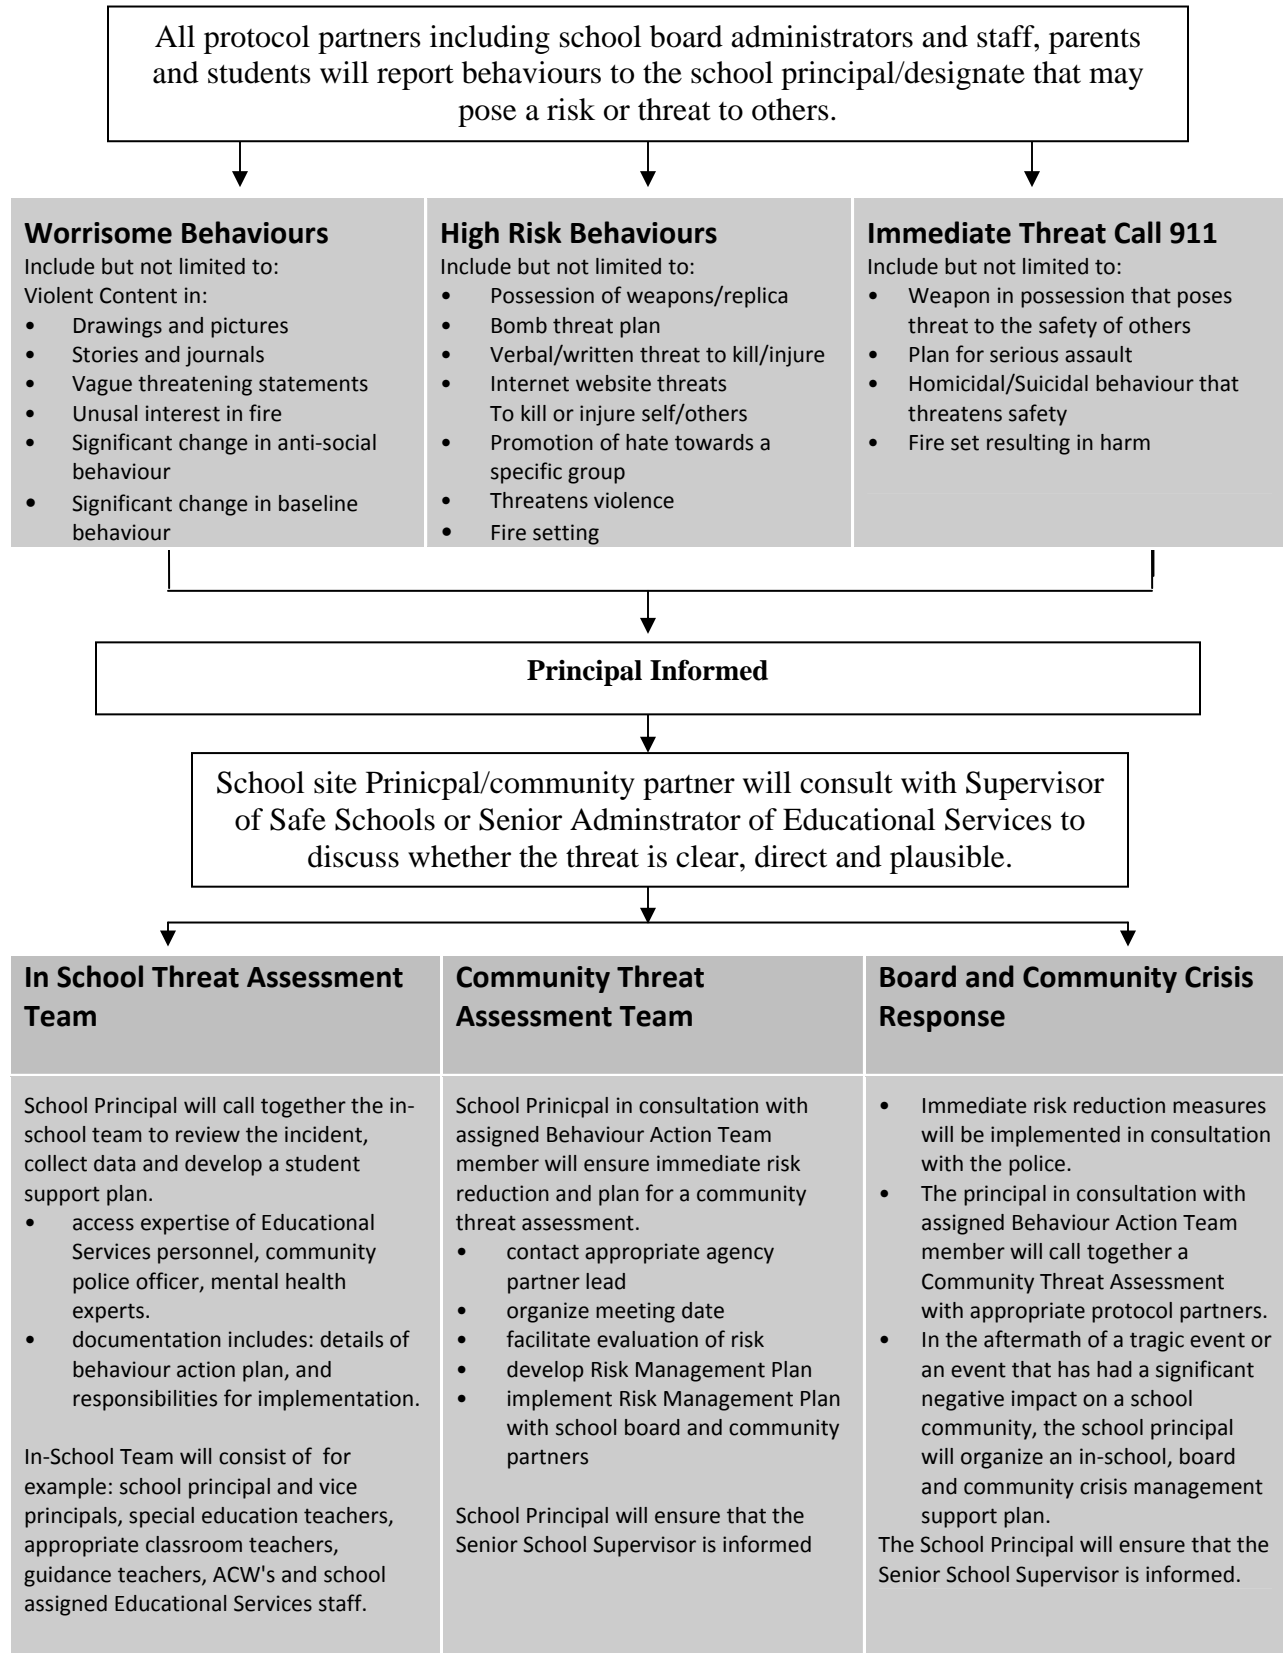 All protocol partners including school board administrators and staff, parents
and students will report behaviours to the school principal/designate that may
pose a risk or threat to others.
Worrisome Behaviours
Include but not limited to:
Violent Content in:
• Drawings and pictures
• Stories and journals
• Vague threatening statements
• Unusal interest in fire
• Significant change in anti-social
behaviour
• Significant change in baseline
behaviour
High Risk Behaviours
Include but not limited to:
• Possession of weapons/replica
• Bomb threat plan
• Verbal/written threat to kill/injure
• Internet website threats
To kill or injure self/others
• Promotion of hate towards a
specific group
• Threatens violence
• Fire setting
Immediate Threat Call 911
Include but not limited to:
• Weapon in possession that poses
threat to the safety of others
• Plan for serious assault
• Homicidal/Suicidal behaviour that
threatens safety
• Fire set resulting in harm
Principal Informed
School site Prinicpal/community partner will consult with Supervisor
of Safe Schools or Senior Adminstrator of Educational Services to
discuss whether the threat is clear, direct and plausible.
In School Threat Assessment
Team
School Principal will call together the in-
school team to review the incident,
collect data and develop a student
support plan.
• access expertise of Educational
Services personnel, community
police officer, mental health
experts.
• documentation includes: details of
behaviour action plan, and
responsibilities for implementation.
In-School Team will consist of for
example: school principal and vice
principals, special education teachers,
appropriate classroom teachers,
guidance teachers, ACW's and school
assigned Educational Services staff.
Community Threat
Assessment Team
School Prinicpal in consultation with
assigned Behaviour Action Team
member will ensure immediate risk
reduction and plan for a community
threat assessment.
• contact appropriate agency
partner lead
• organize meeting date
• facilitate evaluation of risk
• develop Risk Management Plan
• implement Risk Management Plan
with school board and community
partners
School Principal will ensure that the
Senior School Supervisor is informed
Board and Community Crisis
Response
• Immediate risk reduction measures
will be implemented in consultation
with the police.
• The principal in consultation with
assigned Behaviour Action Team
member will call together a
Community Threat Assessment
with appropriate protocol partners.
• In the aftermath of a tragic event or
an event that has had a significant
negative impact on a school
community, the school principal
will organize an in-school, board
and community crisis management
support plan.
The School Principal will ensure that the
Senior School Supervisor is informed.